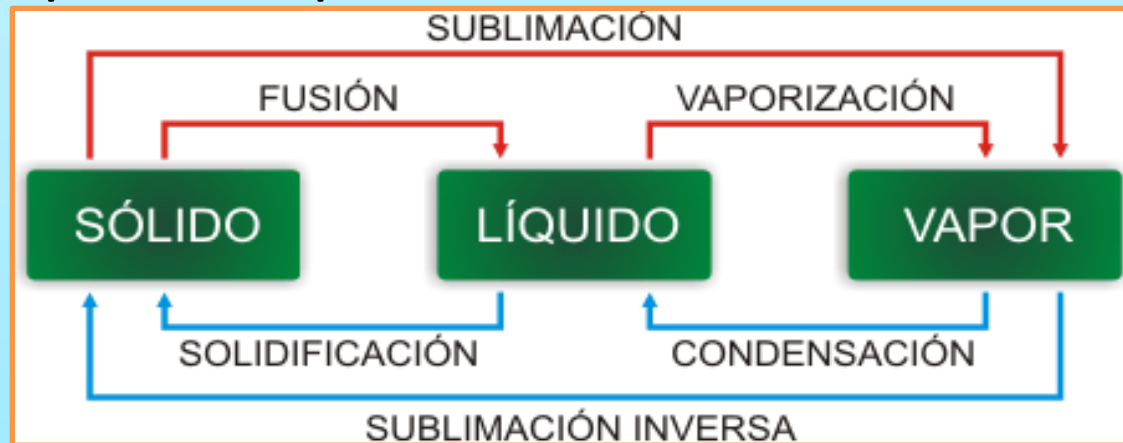 SUBLIMACIÓN
FUSIÓN VAPORIZACIÓN
SÓLIDO LÍQUIDO VAPOR
SOLIDIFICACIÓN CONDENSACIÓN
SUBLIMACIÓN INVERSA